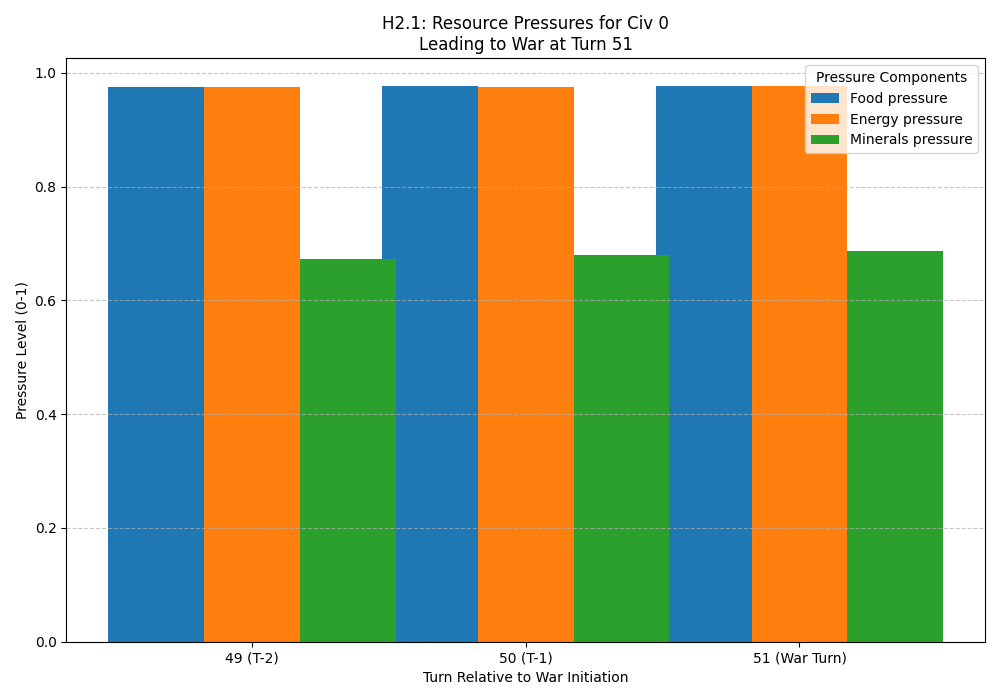 H2.1: Resource Pressures for Civ 0
Leading to War at Turn 51
Pressure Components
Food pressure
Energy pressure
Minerals pressure
Pressure Level (0-1)
1.0
0.8
0.6
0.4
0.2
0.0
49 (T-2)
50 (T-1)
51 (War Turn)
Turn Relative to War Initiation